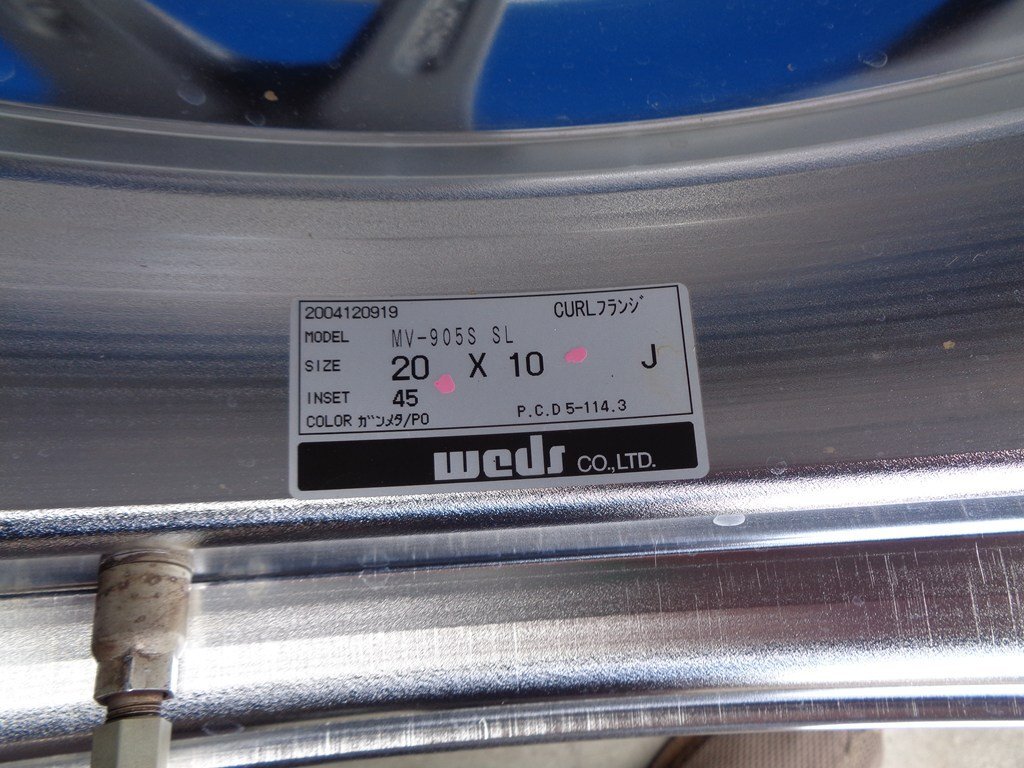 2004120919 CURLフランジ
MODEL MV-905S SL
SIZE 20 X 10 J
INSET 45
COLOR ガンメタ/PO P.C.D 5-114.3
weds CO.,LTD.